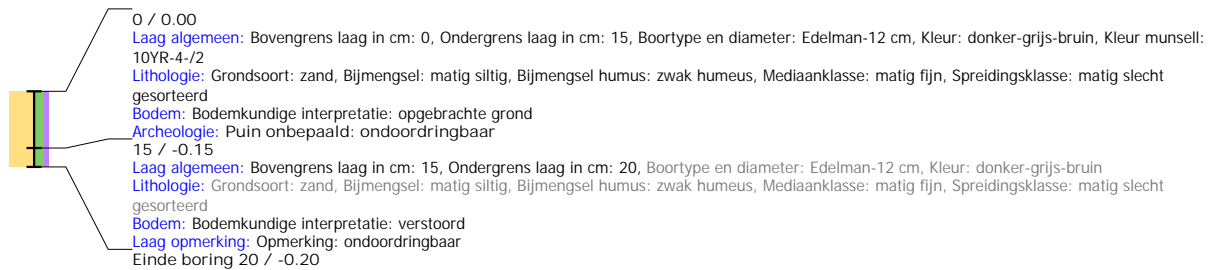 0 / 0.00
Laag algemeen: Bovengrens laag in cm: 0, Ondergrens laag in cm: 15, Boortype en diameter: Edelman-12 cm, Kleur: donker-grijs-bruin, Kleur munsell:
10YR-4-/2
Lithologie: Grondsoort: zand, Bijmengsel: matig siltig, Bijmengsel humus: zwak humeus, Mediaanklasse: matig fijn, Spreidingsklasse: matig slecht
gesorteerd
Bodem: Bodemkundige interpretatie: opgebrachte grond
Archeologie: Puin onbepaald: ondoordringbaar
15 / -0.15
Laag algemeen: Bovengrens laag in cm: 15, Ondergrens laag in cm: 20, Boortype en diameter: Edelman-12 cm, Kleur: donker-grijs-bruin
Lithologie: Grondsoort: zand, Bijmengsel: matig siltig, Bijmengsel humus: zwak humeus, Mediaanklasse: matig fijn, Spreidingsklasse: matig slecht
gesorteerd
Bodem: Bodemkundige interpretatie: verstoord
Laag opmerking: Opmerking: ondoordringbaar
Einde boring 20 / -0.20